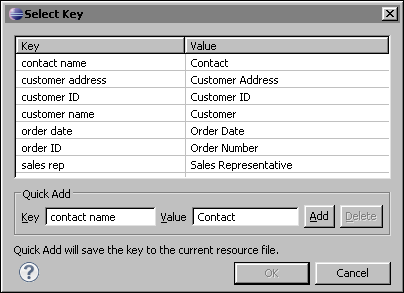 Select Key
Key Value
contact name Contact
customer address Customer Address
customer ID Customer ID
customer name Customer
order date Order Date
order ID Order Number
sales rep Sales Representative
Quick Add
Key contact name Value Contact Add Delete
Quick Add will save the key to the current resource file.
? OK Cancel